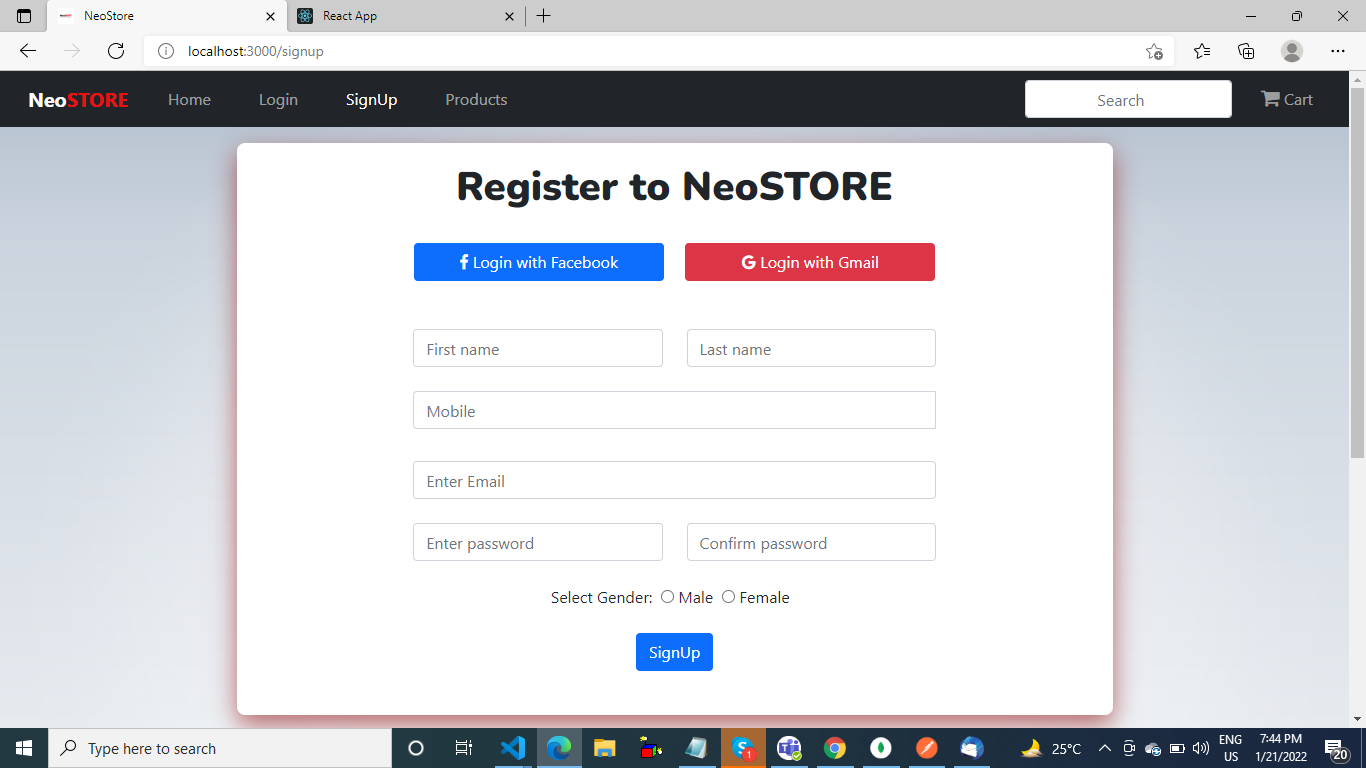 NeoStore
React App
localhost:3000/signup
NeoSTORE Home Login SignUp Products Search Cart
Register to NeoSTORE
Login with Facebook Login with Gmail
First name Last name
Mobile
Enter Email
Enter password Confirm password
Select Gender: Male Female
SignUp
Type here to search
S 1
25°C
ENG
US
7:44 PM
1/21/2022
20